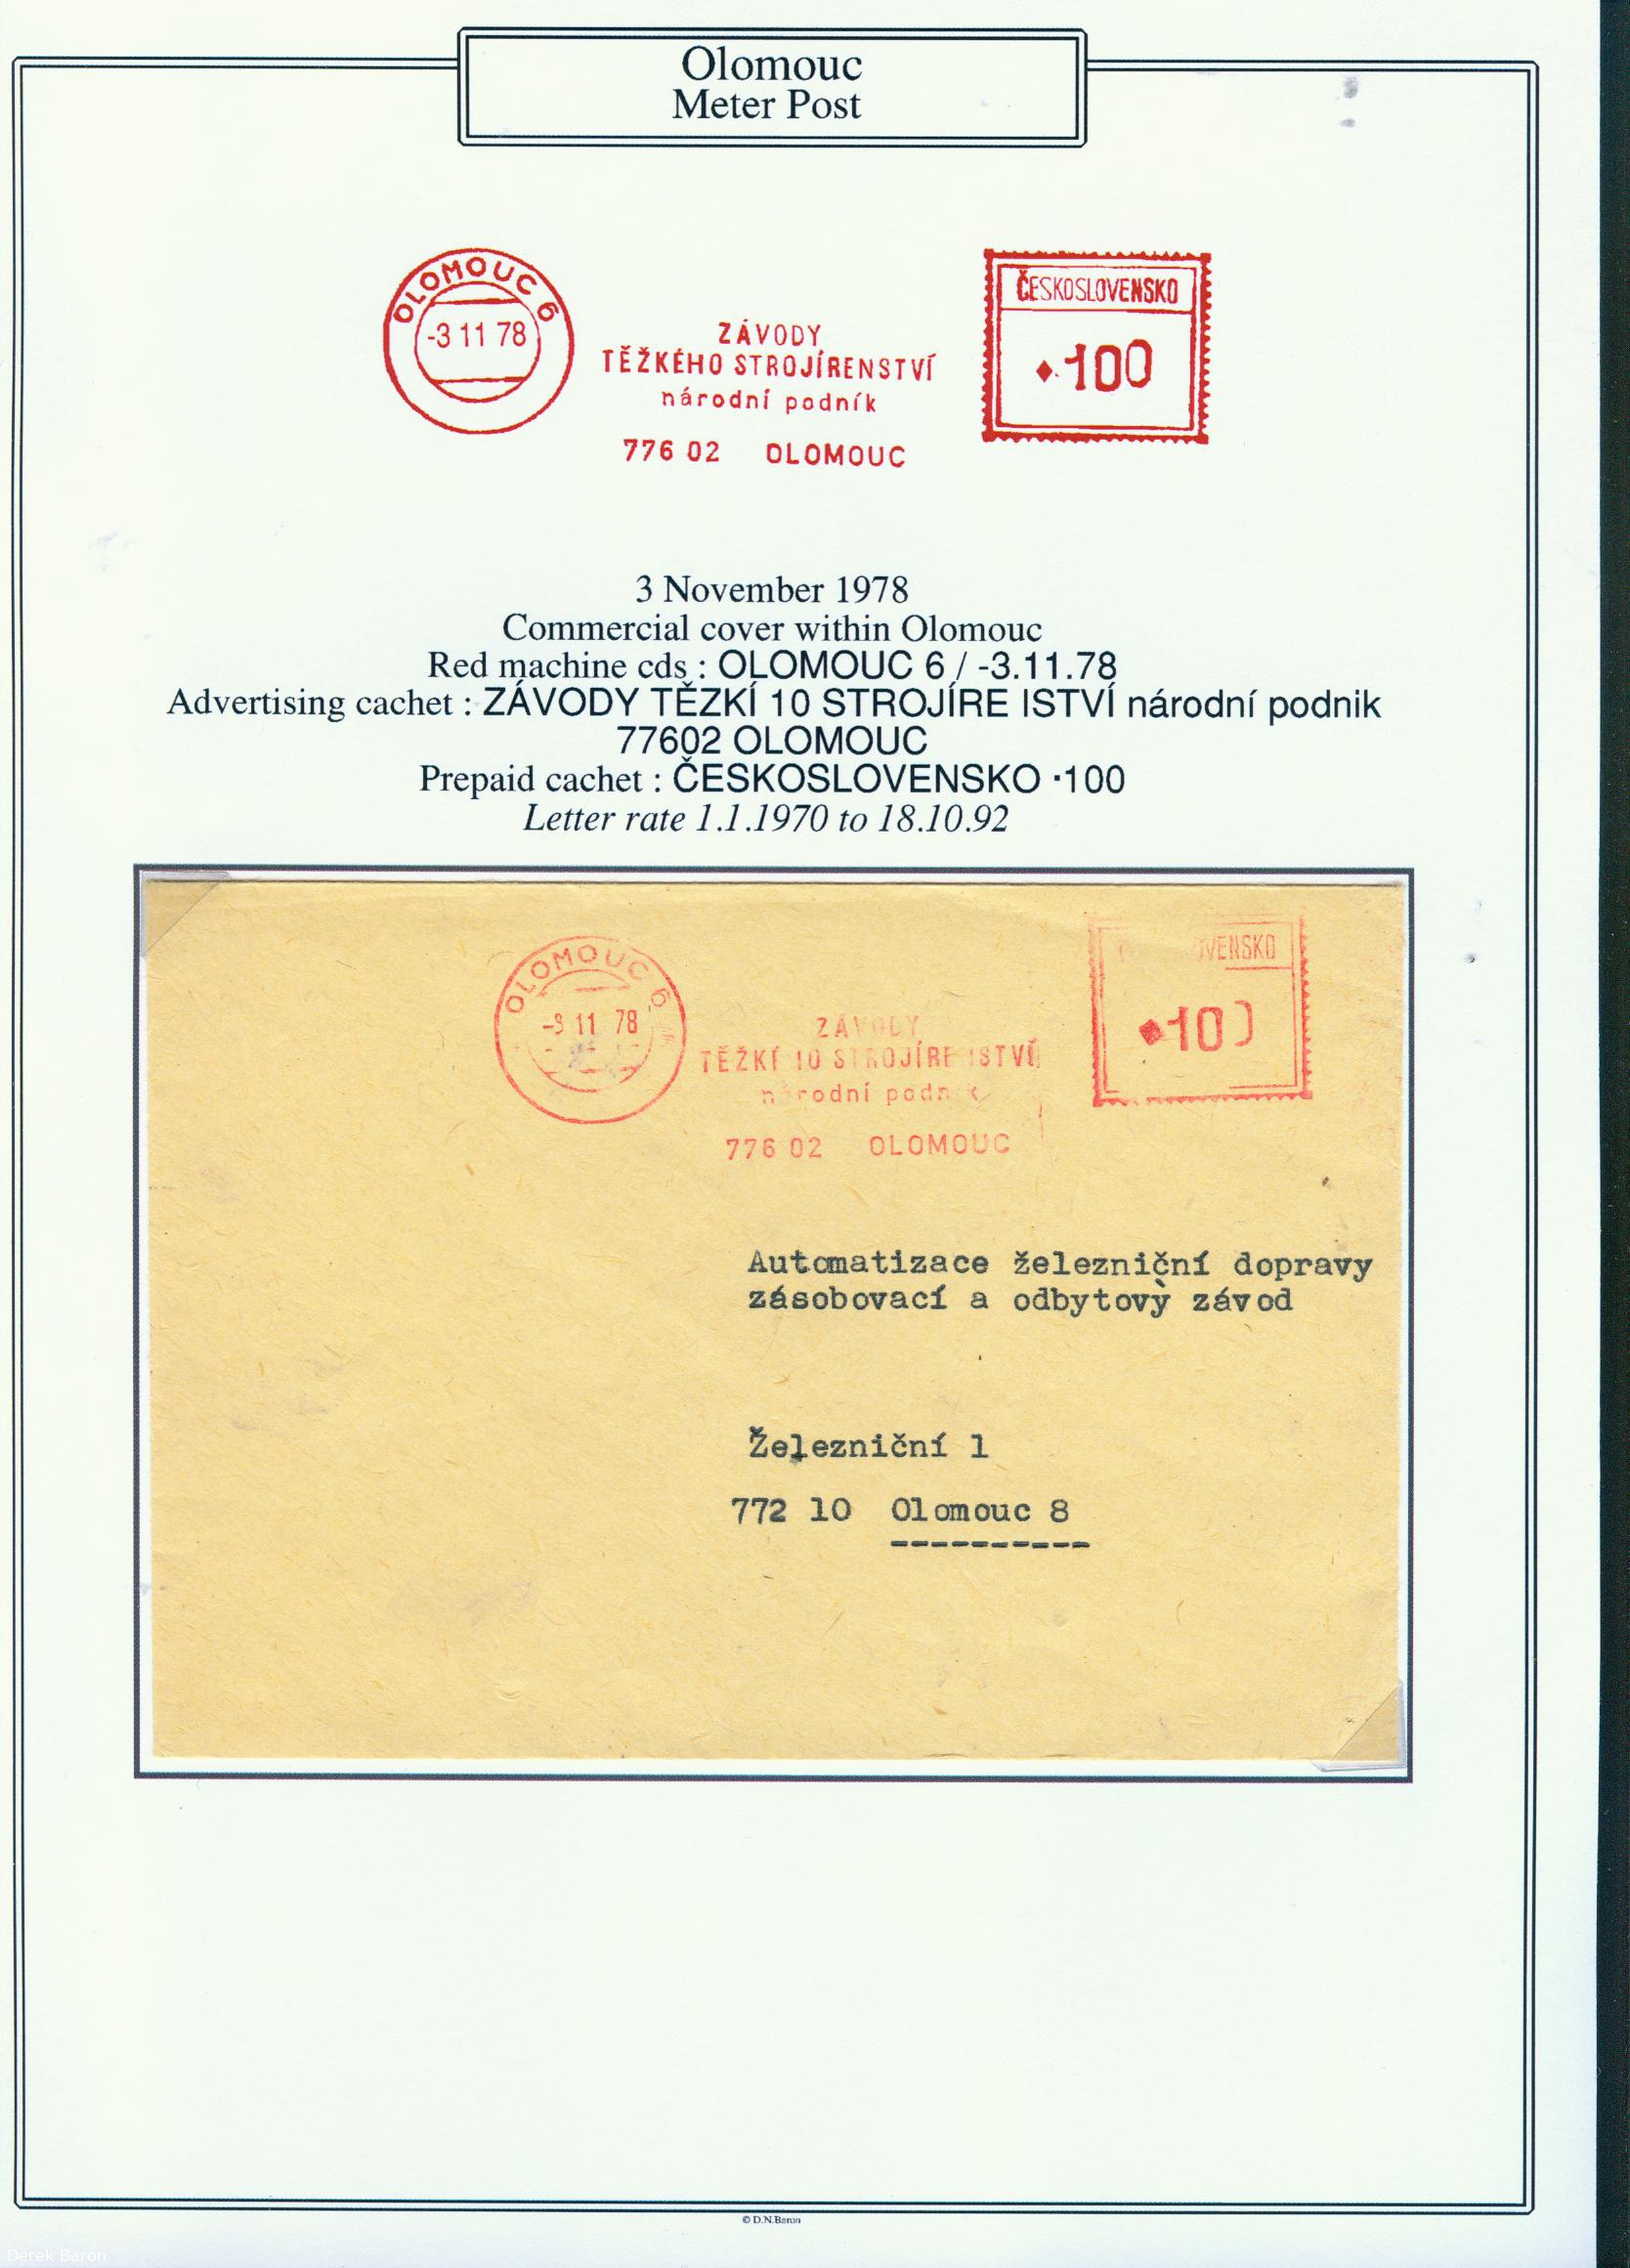 Olomouc
Meter Post
OLOMOUC 6
-3 11 78
ZÁVODY
TĚŽKÉHO STROJÍRENSTVÍ
národní podník
776 02 OLOMOUC
ČESKOSLOVENSKO
♦·100
3 November 1978
Commercial cover within Olomouc
Red machine cds : OLOMOUC 6 / -3.11.78
Advertising cachet : ZÁVODY TĚZKÍ 10 STROJÍRE ISTVÍ národní podnik
77602 OLOMOUC
Prepaid cachet : ČESKOSLOVENSKO ·100
Letter rate 1.1.1970 to 18.10.92
OLOMOUC 6
-3 11 78
ZÁVODY
TĚŽKÍ 10 STROJÍRE ISTVÍ
národní podn k
776 02 OLOMOUC
VENSKO
♦100
Automatizace železniční dopravy
zásobovací a odbytový závod
Železniční 1
772 10 Olomouc 8
© D.N.Baron
Derek Baron